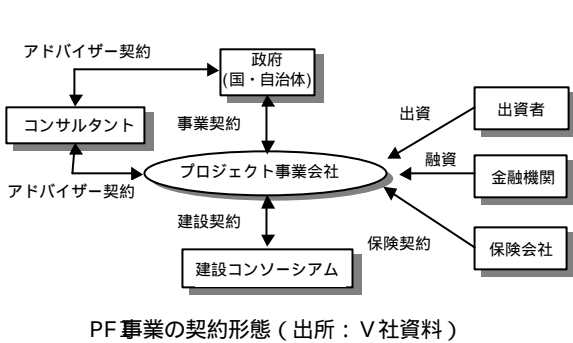 アドバイザー契約
政府
(国・自治体)
コンサルタント
事業契約
出資
出資者
融資
金融機関
プロジェクト事業会社
アドバイザー契約
建設契約
保険契約
保険会社
建設コンソーシアム
PFI事業の契約形態(出所:V社資料)